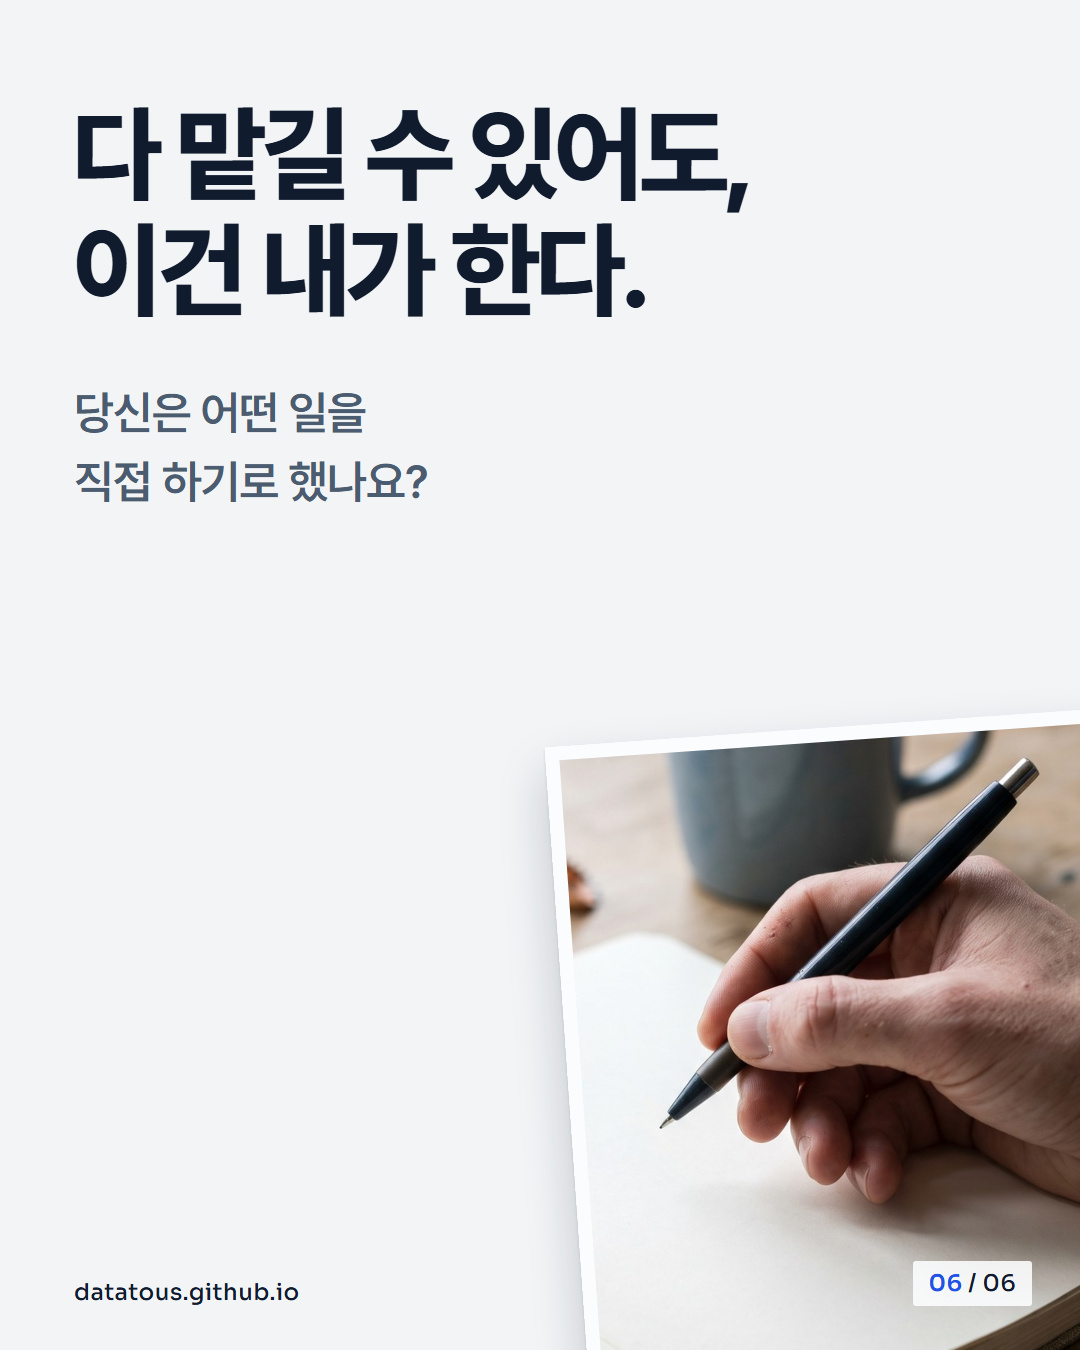 다 맡길 수 있어도,
이건 내가 한다.
당신은 어떤 일을
직접 하기로 했나요?
datatous.github.io
06 / 06